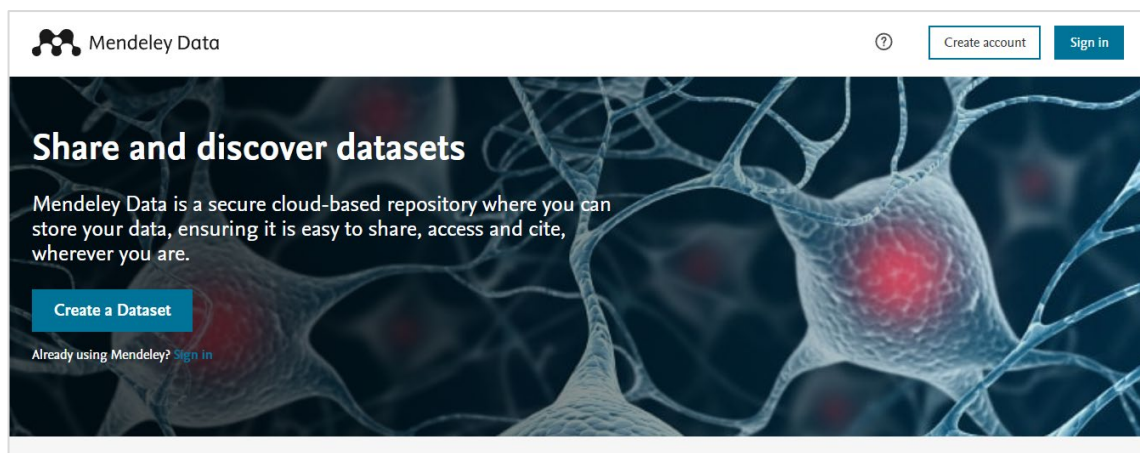 Mendeley Data
?
Create account
Sign in
Share and discover datasets
Mendeley Data is a secure cloud-based repository where you can
store your data, ensuring it is easy to share, access and cite,
wherever you are.
Create a Dataset
Already using Mendeley? Sign in